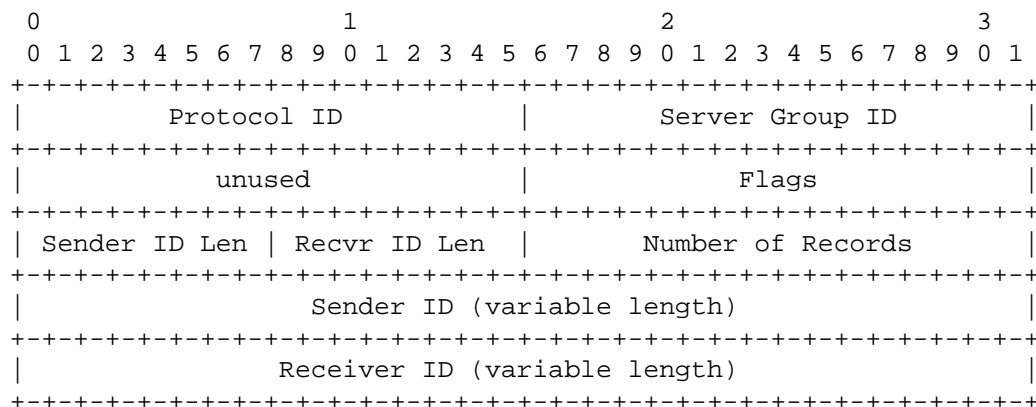 0                   1                   2                   3
 0 1 2 3 4 5 6 7 8 9 0 1 2 3 4 5 6 7 8 9 0 1 2 3 4 5 6 7 8 9 0 1
+-+-+-+-+-+-+-+-+-+-+-+-+-+-+-+-+-+-+-+-+-+-+-+-+-+-+-+-+-+-+-+-+
|         Protocol ID           |        Server Group ID        |
+-+-+-+-+-+-+-+-+-+-+-+-+-+-+-+-+-+-+-+-+-+-+-+-+-+-+-+-+-+-+-+-+
|            unused             |             Flags             |
+-+-+-+-+-+-+-+-+-+-+-+-+-+-+-+-+-+-+-+-+-+-+-+-+-+-+-+-+-+-+-+-+
| Sender ID Len | Recvr ID Len  |       Number of Records       |
+-+-+-+-+-+-+-+-+-+-+-+-+-+-+-+-+-+-+-+-+-+-+-+-+-+-+-+-+-+-+-+-+
|                  Sender ID (variable length)                  |
+-+-+-+-+-+-+-+-+-+-+-+-+-+-+-+-+-+-+-+-+-+-+-+-+-+-+-+-+-+-+-+-+
|                Receiver ID (variable length)                  |
+-+-+-+-+-+-+-+-+-+-+-+-+-+-+-+-+-+-+-+-+-+-+-+-+-+-+-+-+-+-+-+-+